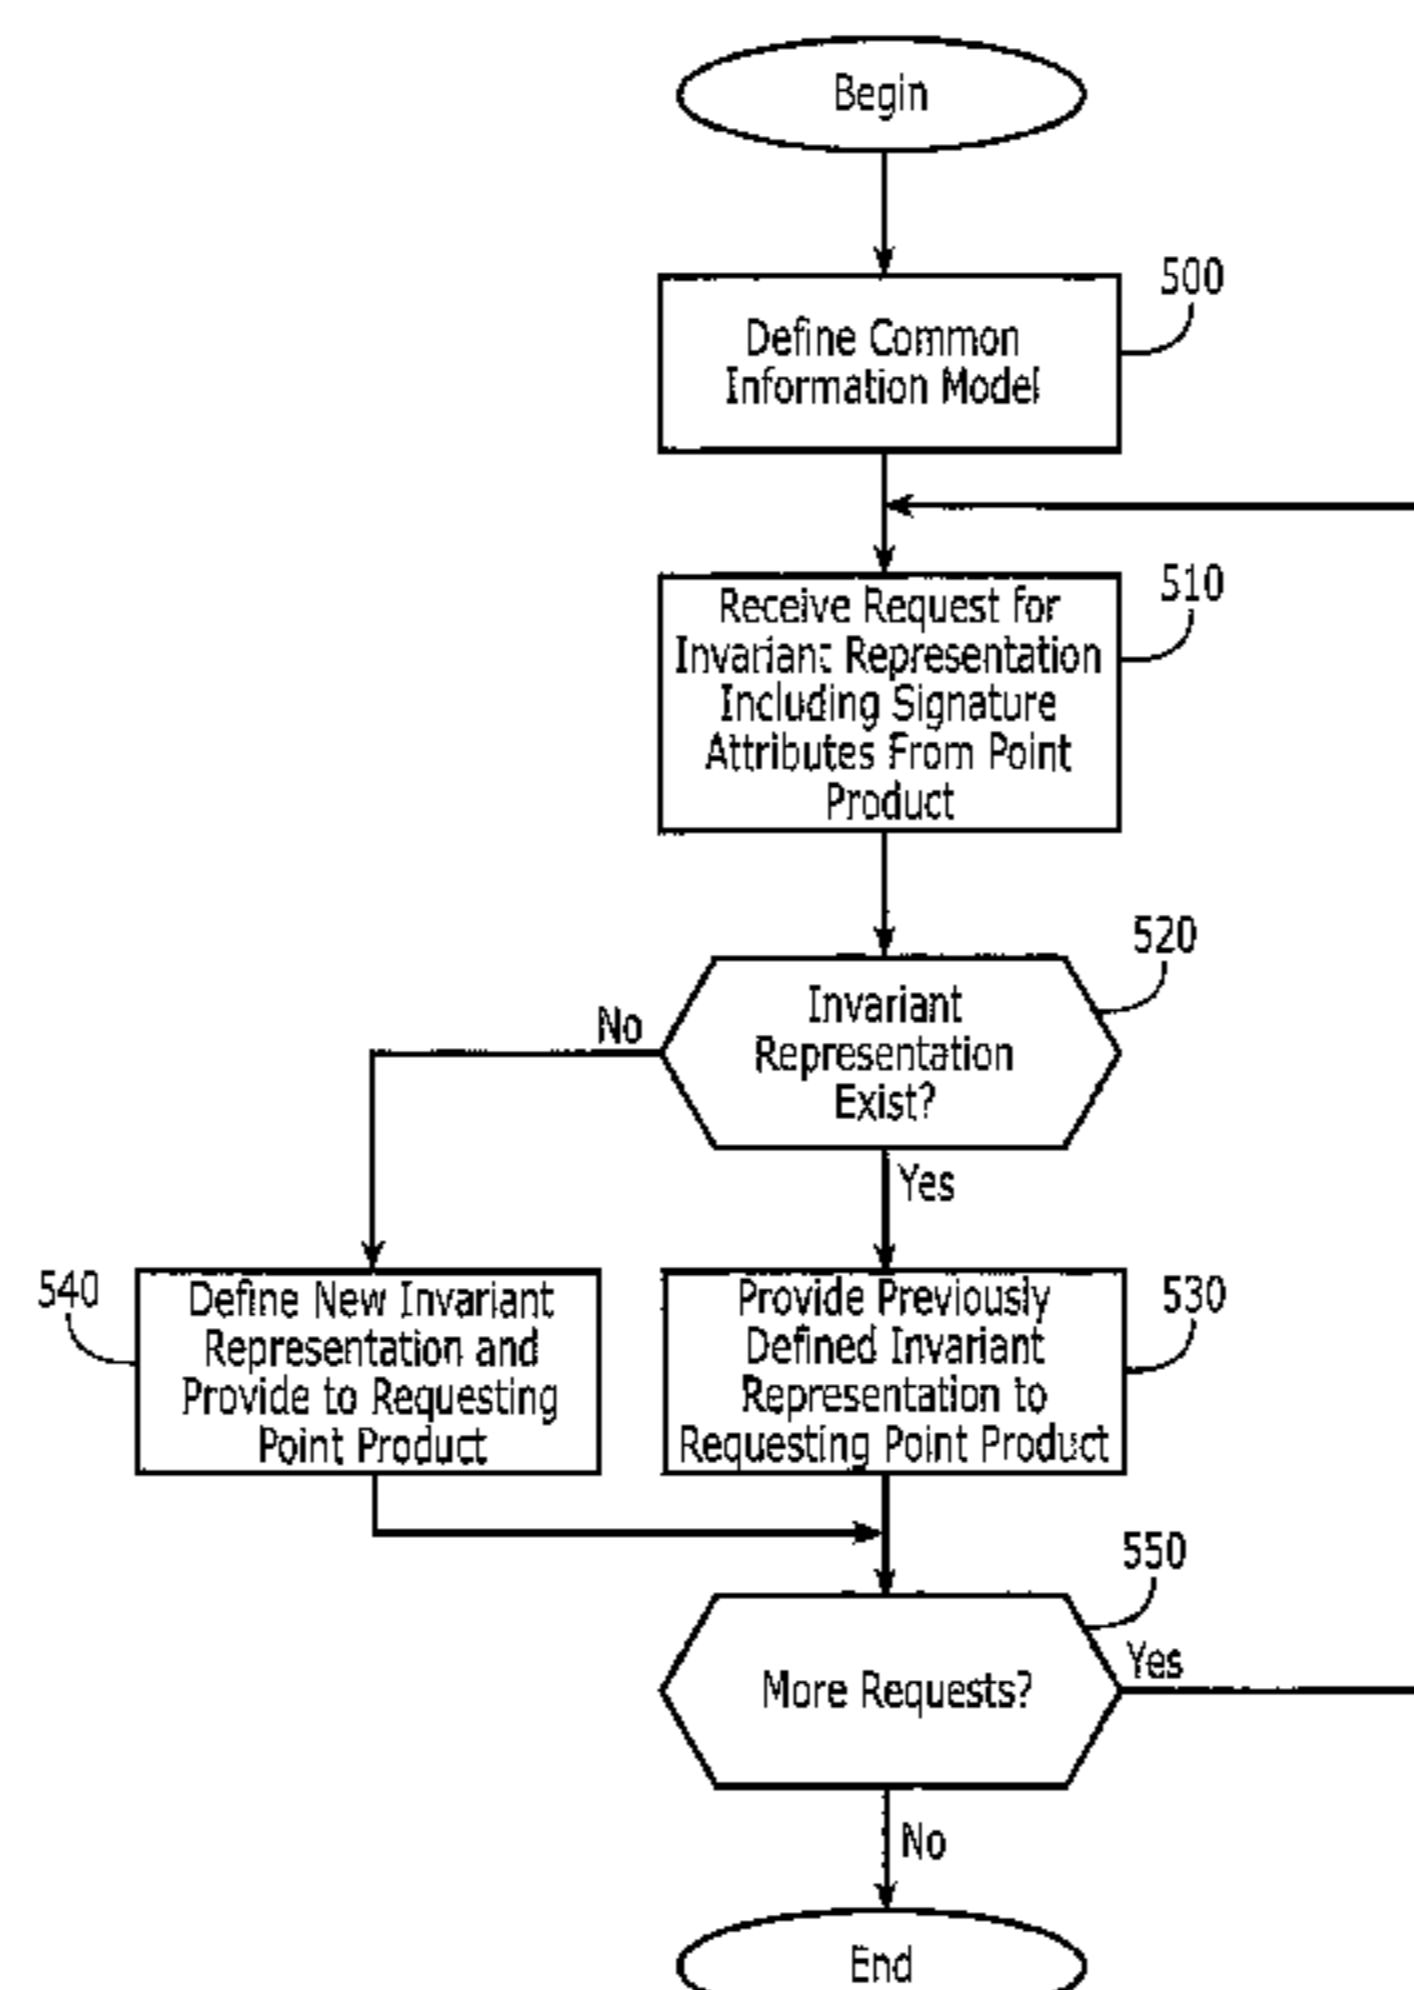 Begin
500
Define Common
Information Model
510
Receive Request for
Invariant Representation
Including Signature
Attributes From Point
Product
520
Invariant
Representation
Exist?
No
Yes
540
Define New Invariant
Representation and
Provide to Requesting
Point Product
530
Provide Previously
Defined Invariant
Representation to
Requesting Point Product
550
More Requests?
Yes
No
End